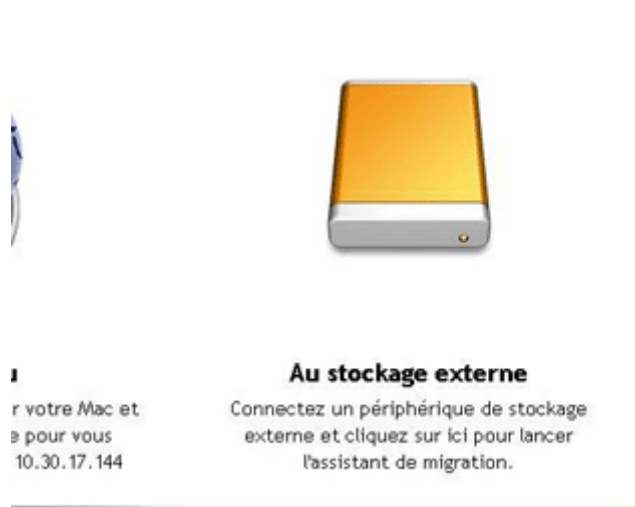 u
r votre Mac et
e pour vous
10.30.17.144
Au stockage externe
Connectez un périphérique de stockage
externe et cliquez sur ici pour lancer
l'assistant de migration.